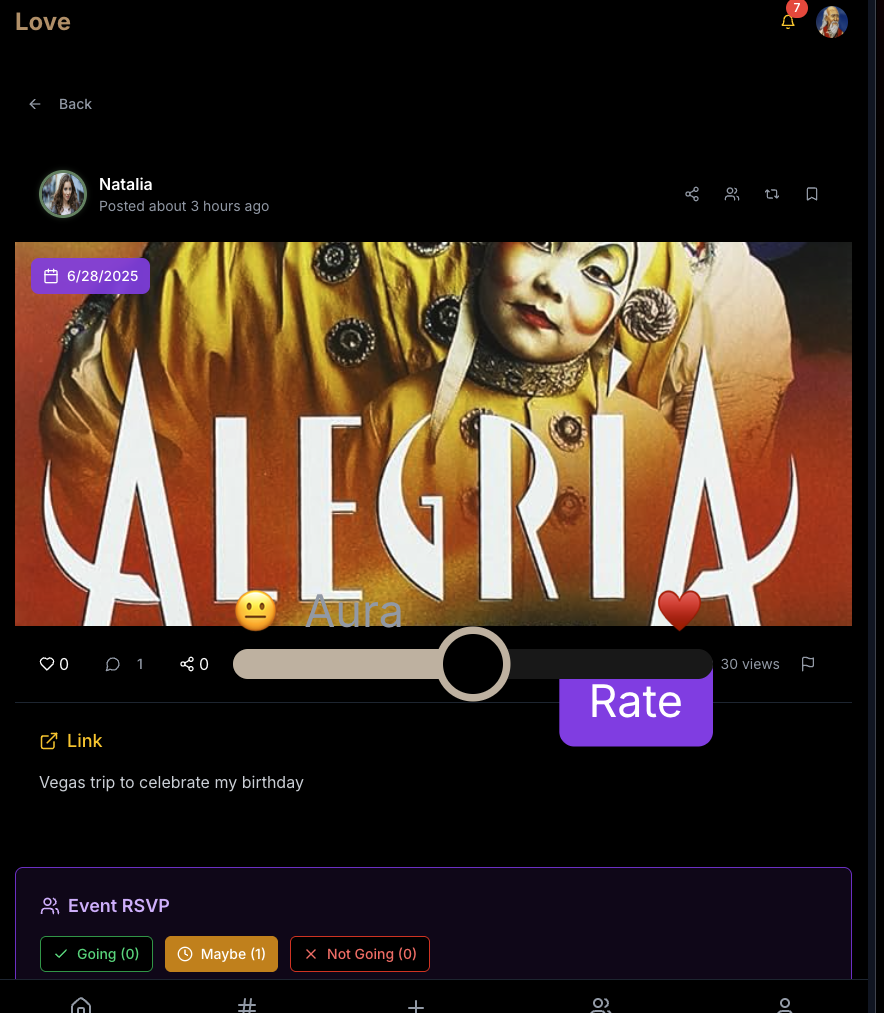 Love
7
Back
Natalia
Posted about 3 hours ago
6/28/2025
ALEGRIA
Aura
0
1
0
30 views
Rate
Link
Vegas trip to celebrate my birthday
Event RSVP
Going (0)
Maybe (1)
Not Going (0)